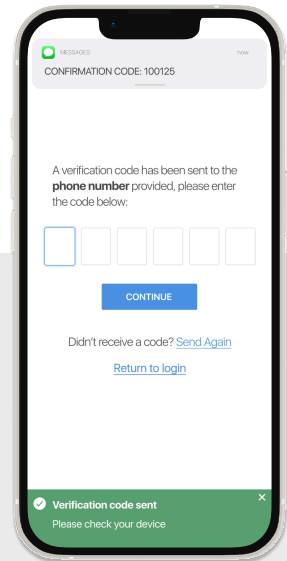 MESSAGES now
CONFIRMATION CODE: 100125
A verification code has been sent to the
phone number provided, please enter
the code below:
CONTINUE
Didn't receive a code? Send Again
Return to login
Verification code sent
Please check your device